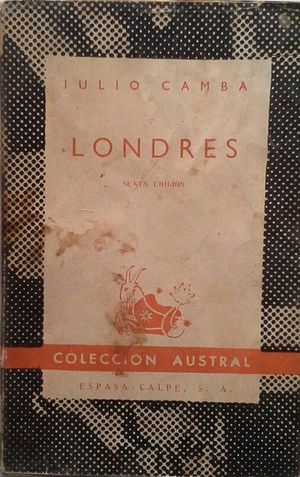 JULIO CAMBA
LONDRES
SEXTA EDICION
COLECCION AUSTRAL
ESPASA-CALPE, S. A.